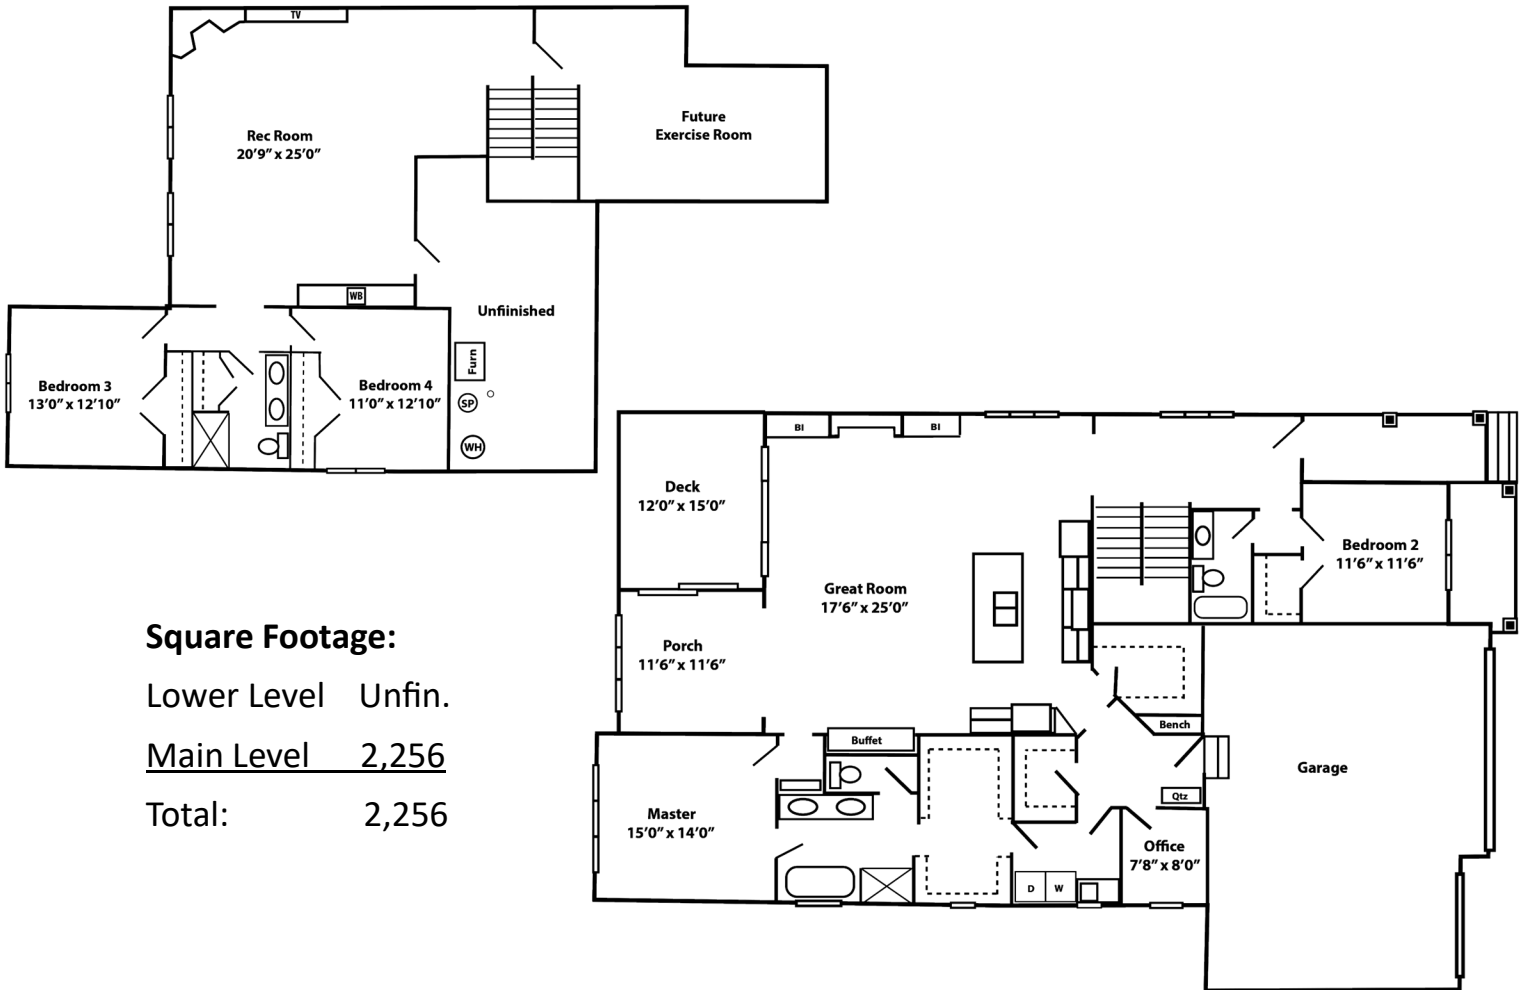 TV
Rec Room
20'9" x 25'0"
Future
Exercise Room
WB
Unfiinished
Furn
SP
WH
Bedroom 3
13'0" x 12'10"
Bedroom 4
11'0" x 12'10"
BI
BI
Deck
12'0" x 15'0"
Great Room
17'6" x 25'0"
Bedroom 2
11'6" x 11'6"
Porch
11'6" x 11'6"
Bench
Buffet
Garage
Qtz
Master
15'0" x 14'0"
Office
7'8" x 8'0"
D
W
Square Footage:
Lower Level Unfin.
Main Level 2,256
Total: 2,256